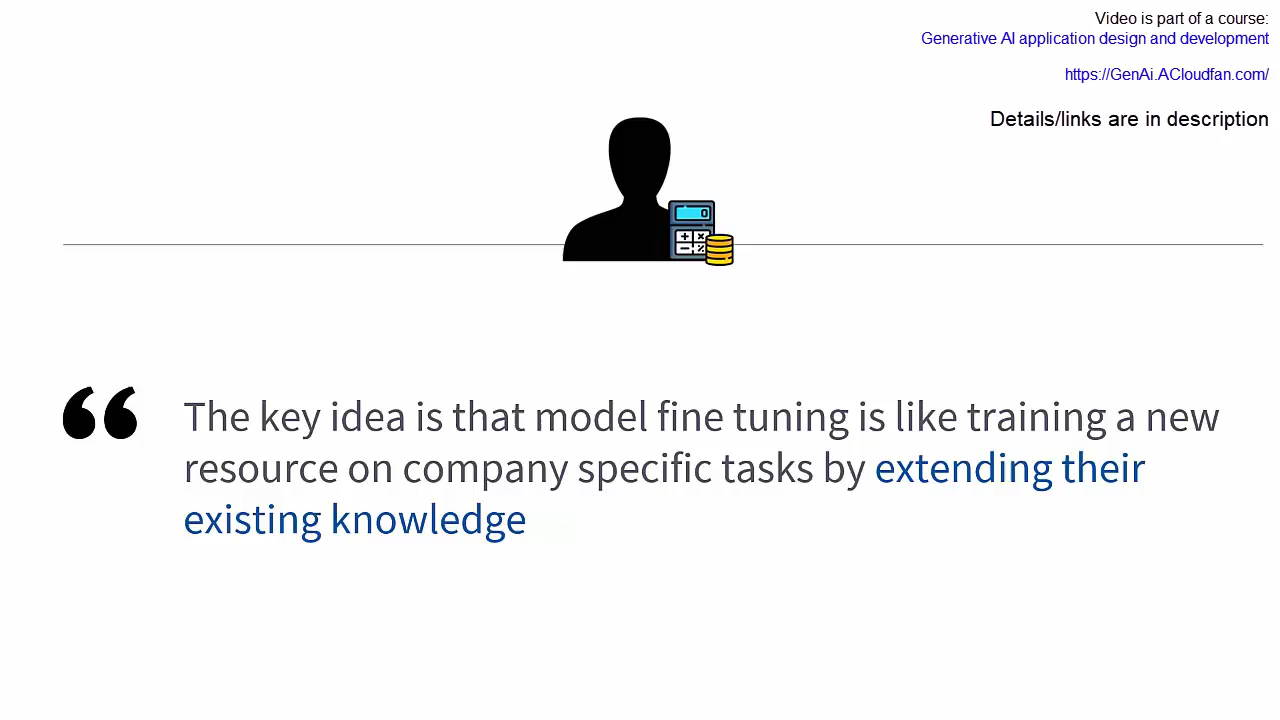 Video is part of a course:
Generative AI application design and development
https://GenAi.ACloudfan.com/
Details/links are in description
0
“ The key idea is that model fine tuning is like training a new
resource on company specific tasks by extending their
existing knowledge